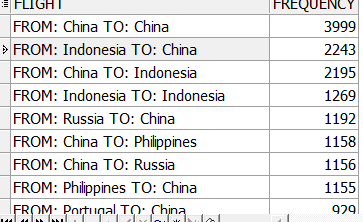 FLIGHT FREQUENCY
FROM: China TO: China 3999
FROM: Indonesia TO: China 2243
FROM: China TO: Indonesia 2195
FROM: Indonesia TO: Indonesia 1269
FROM: Russia TO: China 1192
FROM: China TO: Philippines 1158
FROM: China TO: Russia 1156
FROM: Philippines TO: China 1155
FROM: Portugal TO: China 929